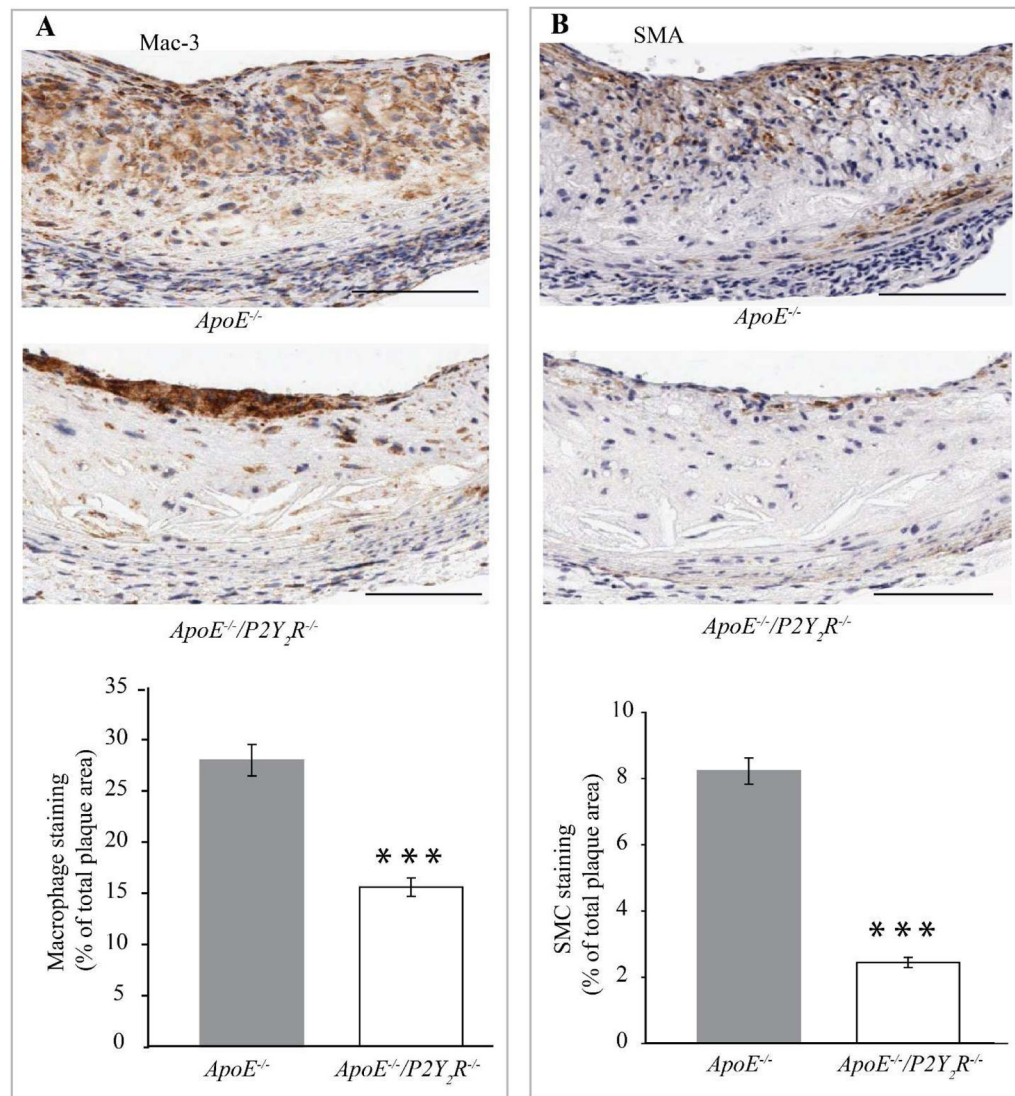 A
Mac-3
ApoE⁻/⁻
ApoE⁻/⁻/P2Y₂R⁻/⁻
Macrophage staining
(% of total plaque area)
35
30
25
20
15
10
5
0
***
ApoE⁻/⁻
ApoE⁻/⁻/P2Y₂R⁻/⁻
B
SMA
ApoE⁻/⁻
ApoE⁻/⁻/P2Y₂R⁻/⁻
SMC staining
(% of total plaque area)
10
8
6
4
2
0
***
ApoE⁻/⁻
ApoE⁻/⁻/P2Y₂R⁻/⁻